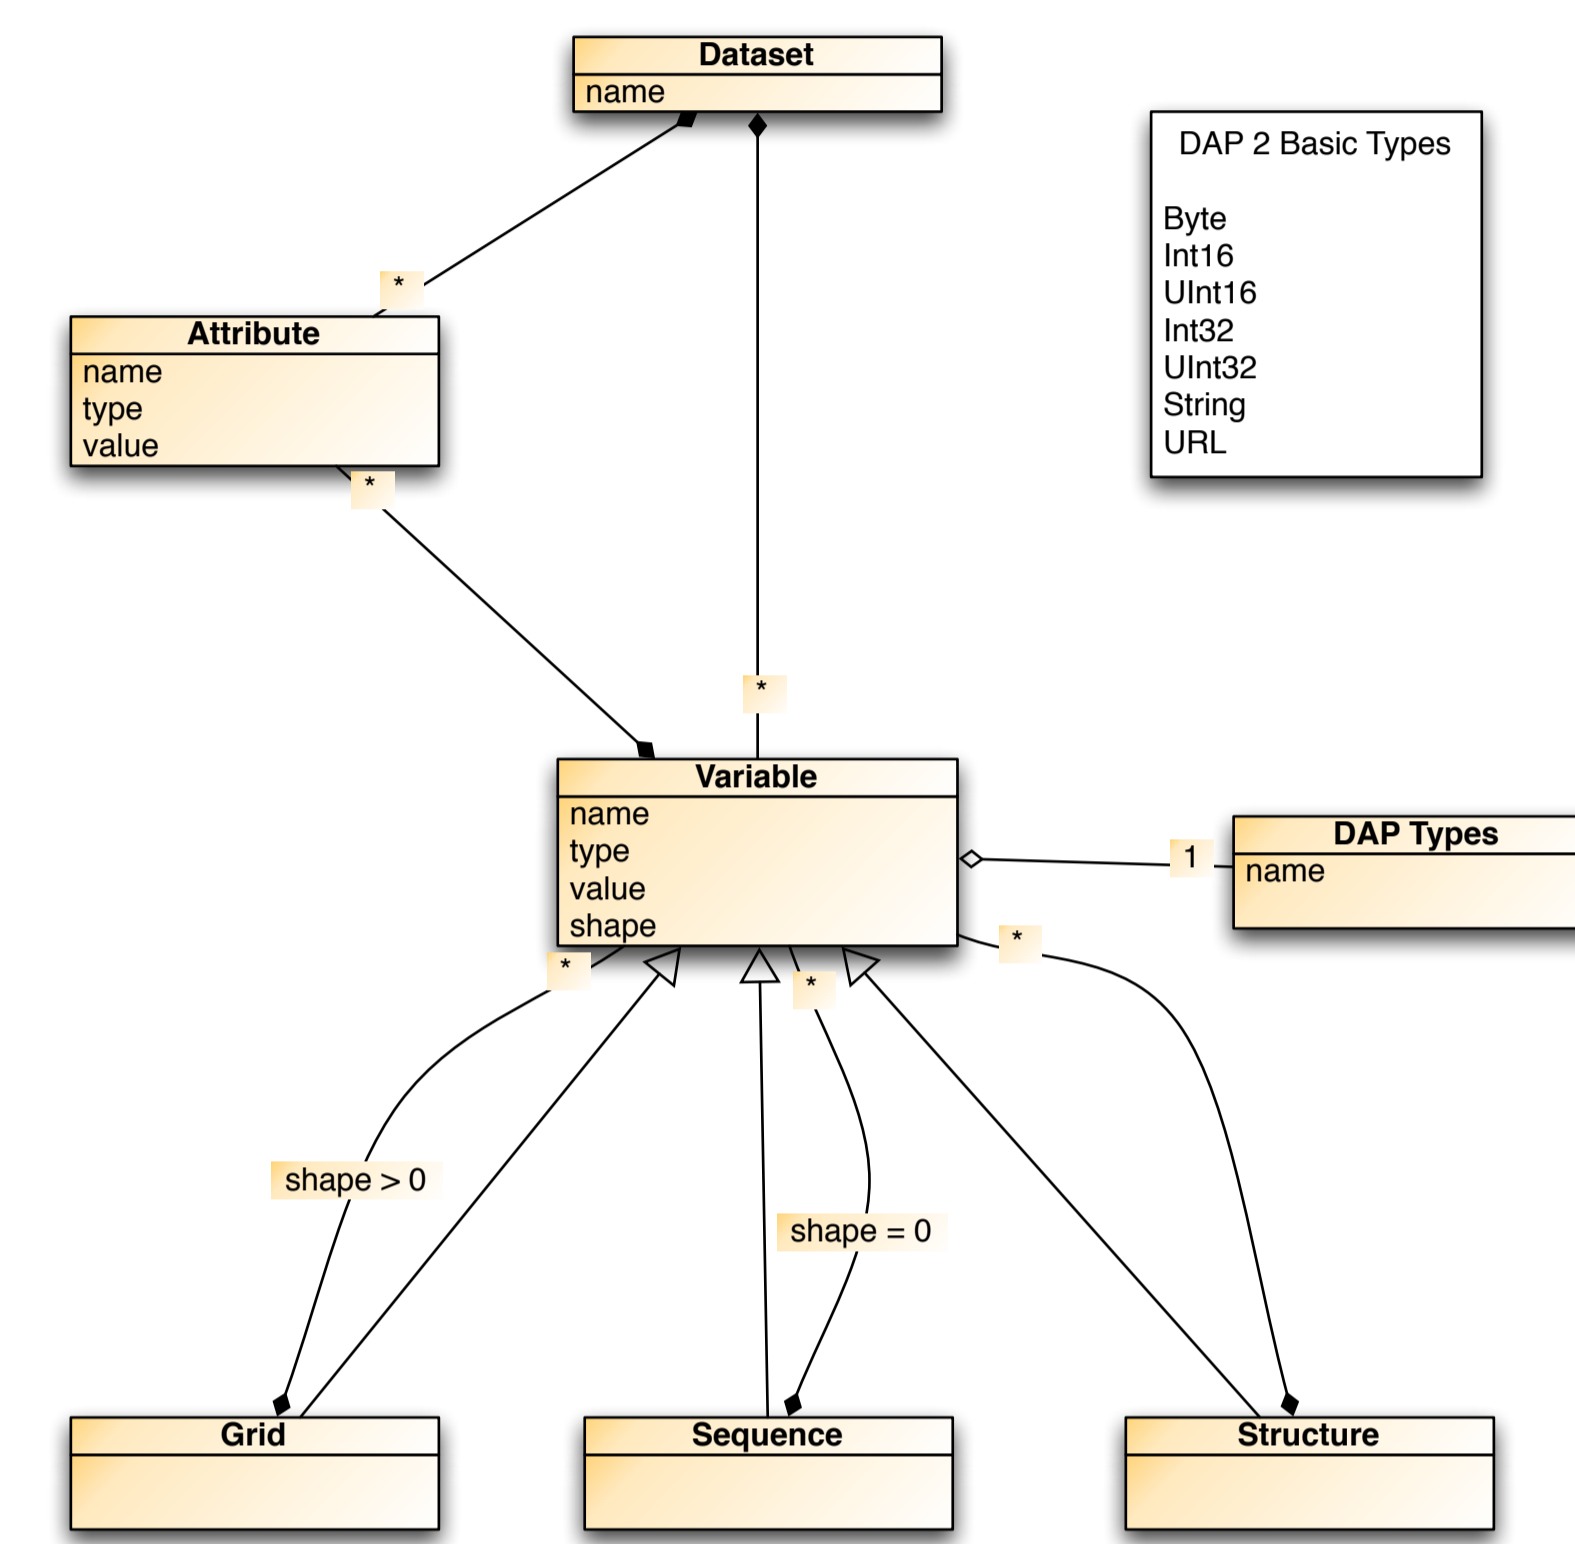 Dataset
name
DAP 2 Basic Types
Byte
Int16
UInt16
Int32
UInt32
String
URL
*
Attribute
name
type
value
*
*
Variable
name
type
value
shape
1
DAP Types
name
*
*
*
shape > 0
shape = 0
Grid
Sequence
Structure